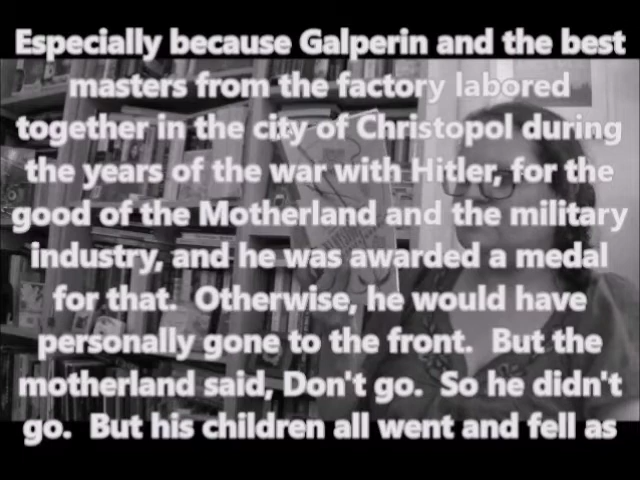 Especially because Galperin and the best
masters from the factory labored
together in the city of Christopol during
the years of the war with Hitler, for the
good of the Motherland and the military
industry, and he was awarded a medal
for that.  Otherwise, he would have
personally gone to the front.  But the
motherland said, Don't go.  So he didn't
go.  But his children all went and fell as